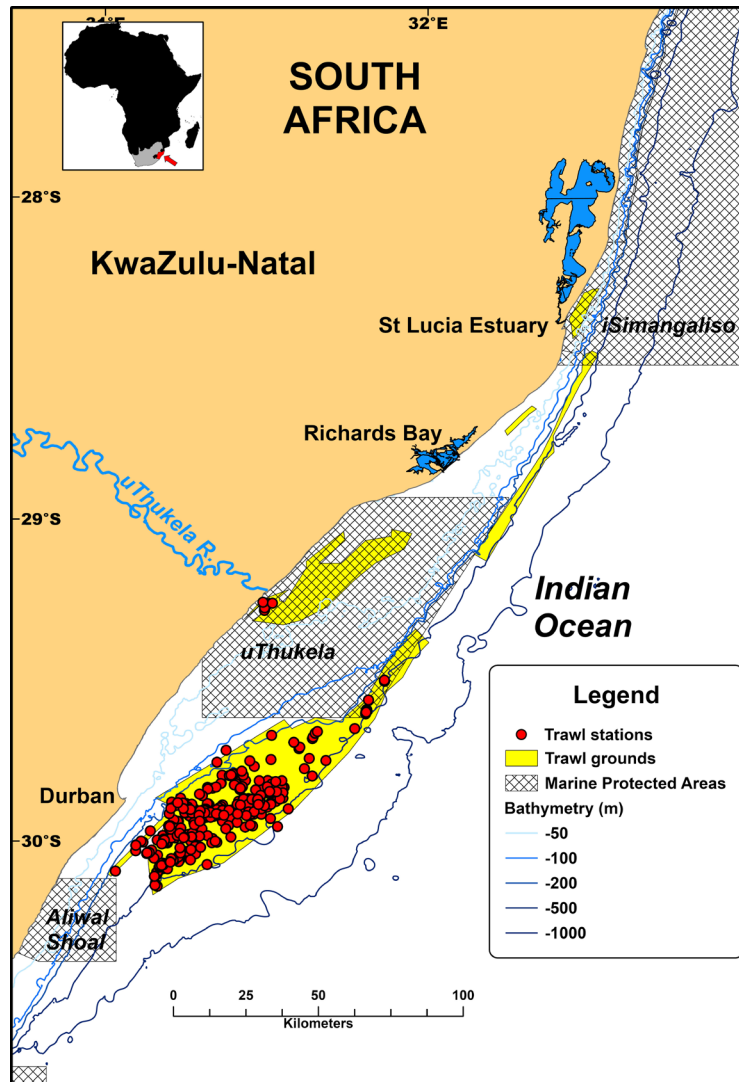 31°E
32°E
SOUTH
AFRICA
28°S
KwaZulu-Natal
St Lucia Estuary
iSimangaliso
Richards Bay
uThukela R.
29°S
Indian
Ocean
uThukela
Legend
Trawl stations
Trawl grounds
Marine Protected Areas
Bathymetry (m)
-50
-100
-200
-500
-1000
Durban
30°S
Aliwal
Shoal
0 25 50 100
Kilometers